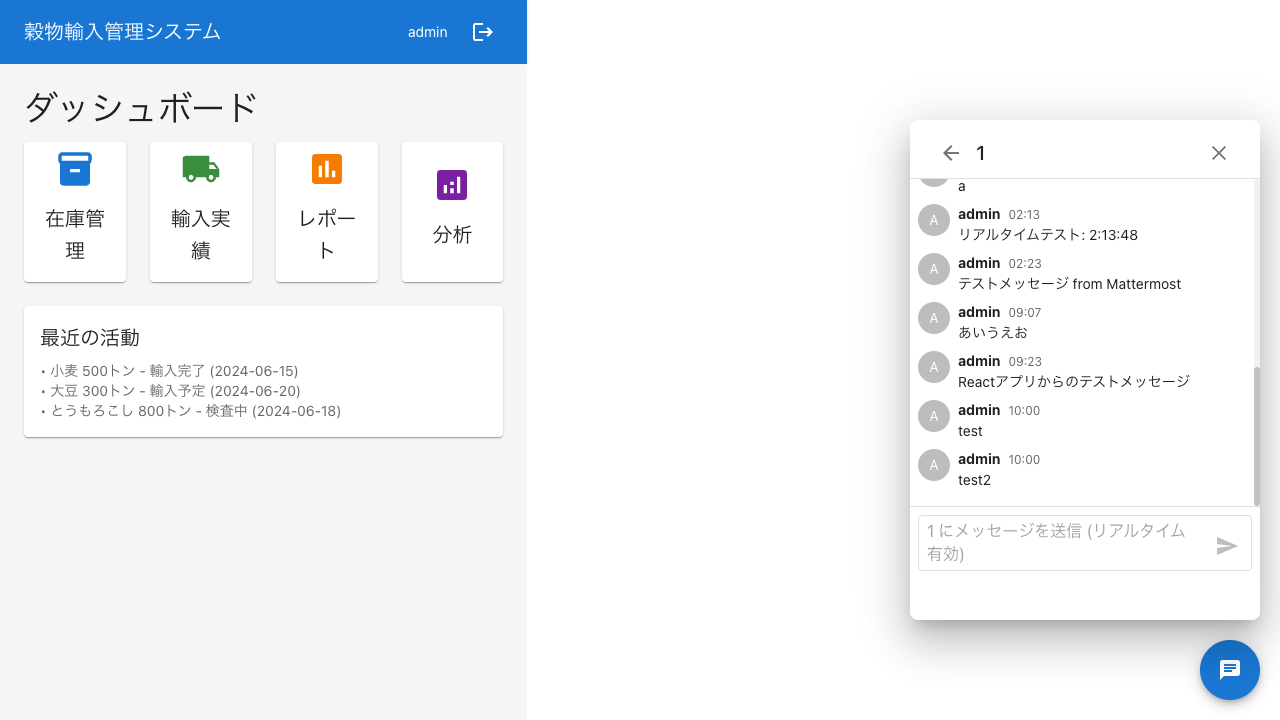 穀物輸入管理システム
admin
ダッシュボード
在庫管
理
輸入実
績
レポー
ト
分析
最近の活動
• 小麦 500トン - 輸入完了 (2024-06-15)
• 大豆 300トン - 輸入予定 (2024-06-20)
• とうもろこし 800トン - 検査中 (2024-06-18)
1
a
A
admin 02:13
リアルタイムテスト: 2:13:48
A
admin 02:23
テストメッセージ from Mattermost
A
admin 09:07
あいうえお
A
admin 09:23
Reactアプリからのテストメッセージ
A
admin 10:00
test
A
admin 10:00
test2
1 にメッセージを送信 (リアルタイム
有効)